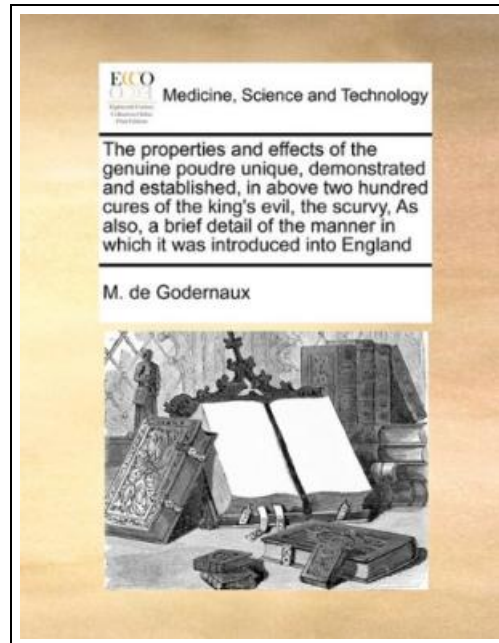 ECCO
Medicine, Science and Technology
The properties and effects of the
genuine poudre unique, demonstrated
and established, in above two hundred
cures of the king's evil, the scurvy, As
also, a brief detail of the manner in
which it was introduced into England
M. de Godernaux